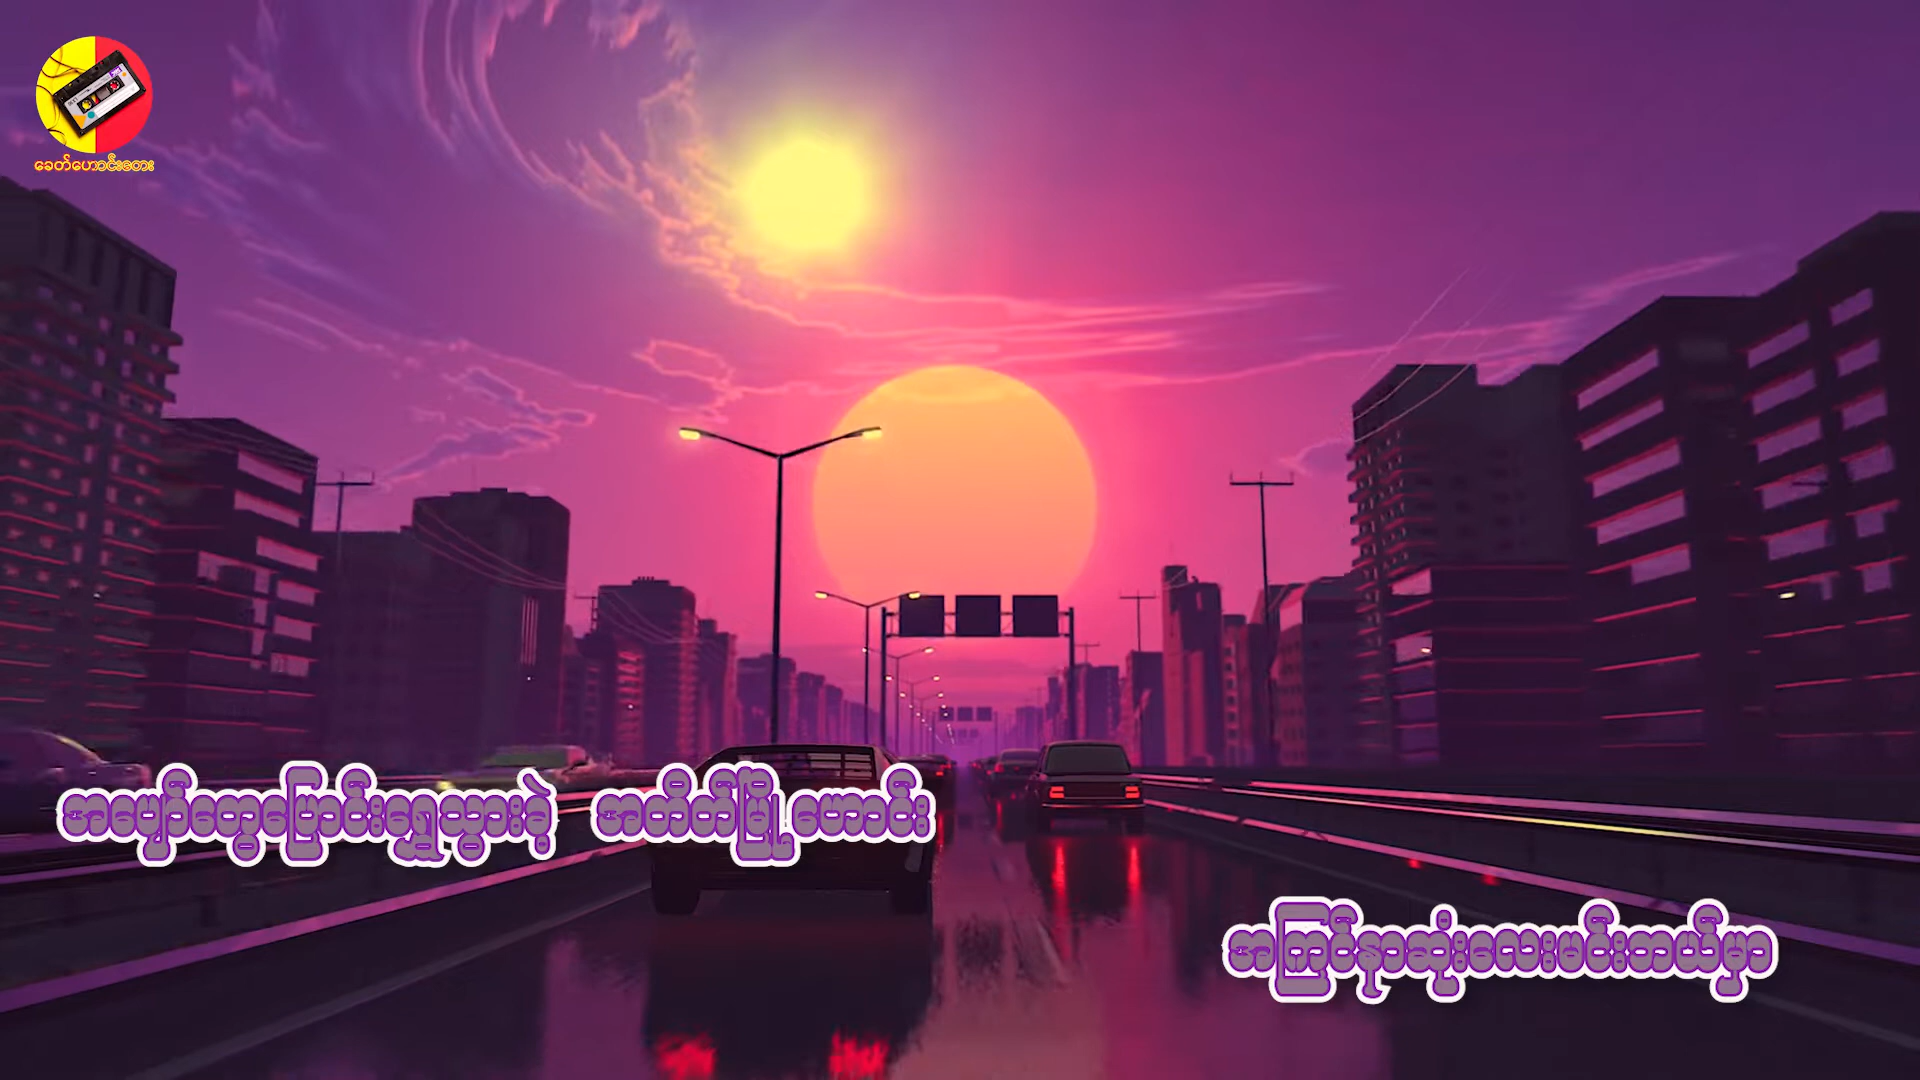 ခေတ်ဟောင်းတေး
အပျော်တွေပြောင်းရွှေသွားခဲ့ အတိတ်မြို့ဟောင်း
အကြင်နာဆုံးလေးမင်းဘယ်မှာ